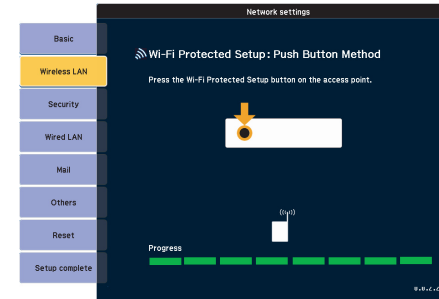 Network settings
Basic
Wireless LAN
Security
Wired LAN
Mail
Others
Reset
Setup complete
Wi-Fi Protected Setup: Push Button Method
Press the Wi-Fi Protected Setup button on the access point.
Progress